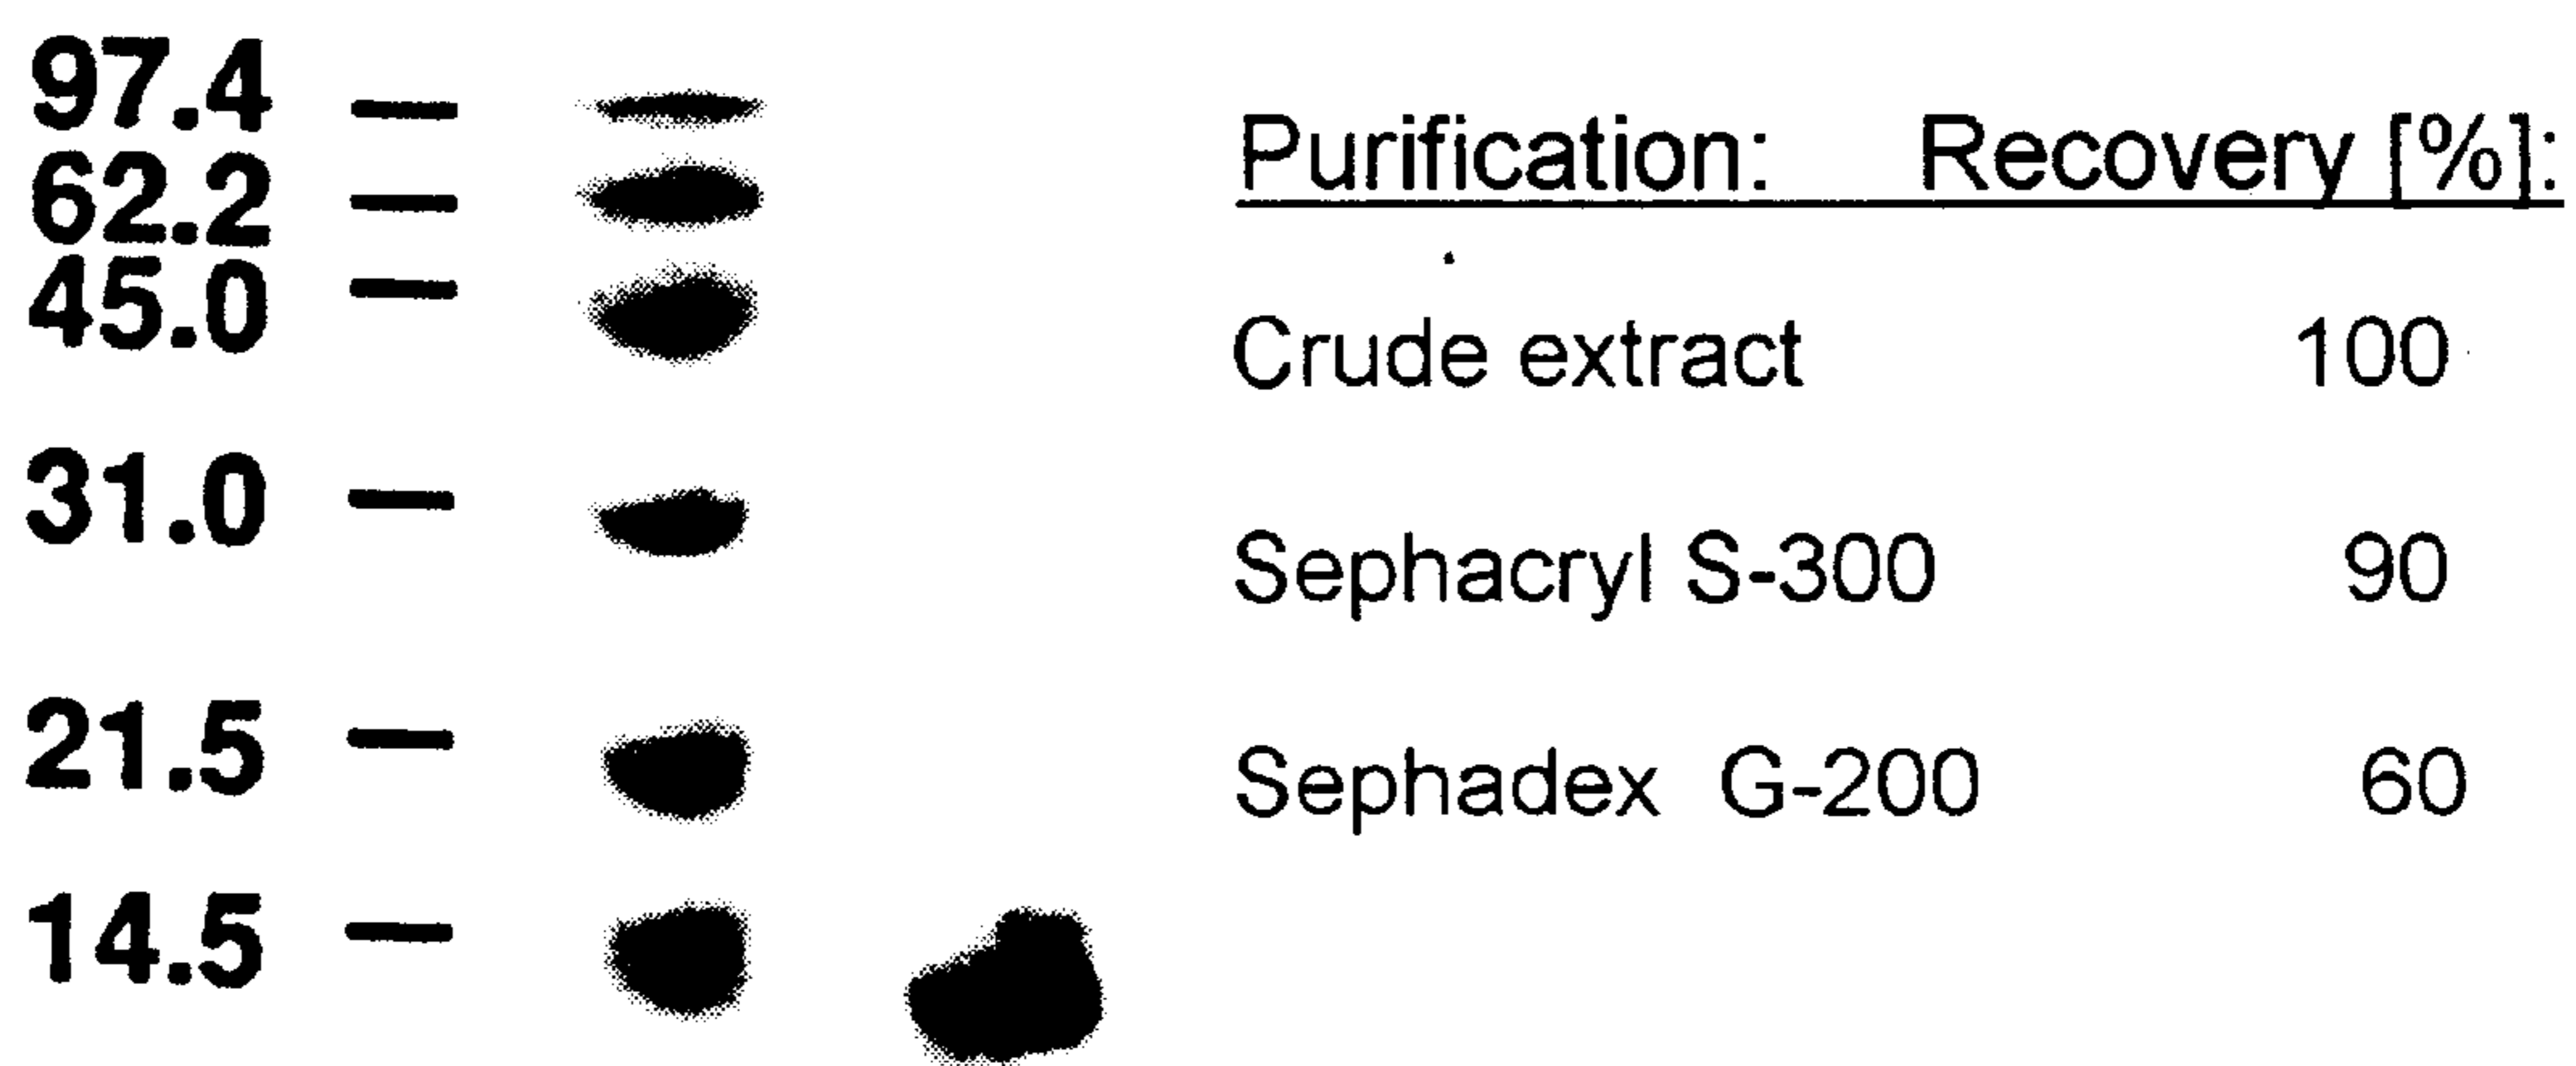 97.4
62.2
45.0
31.0
21.5
14.5
Purification: Recovery [%]:
Crude extract 100
Sephacryl S-300 90
Sephadex G-200 60